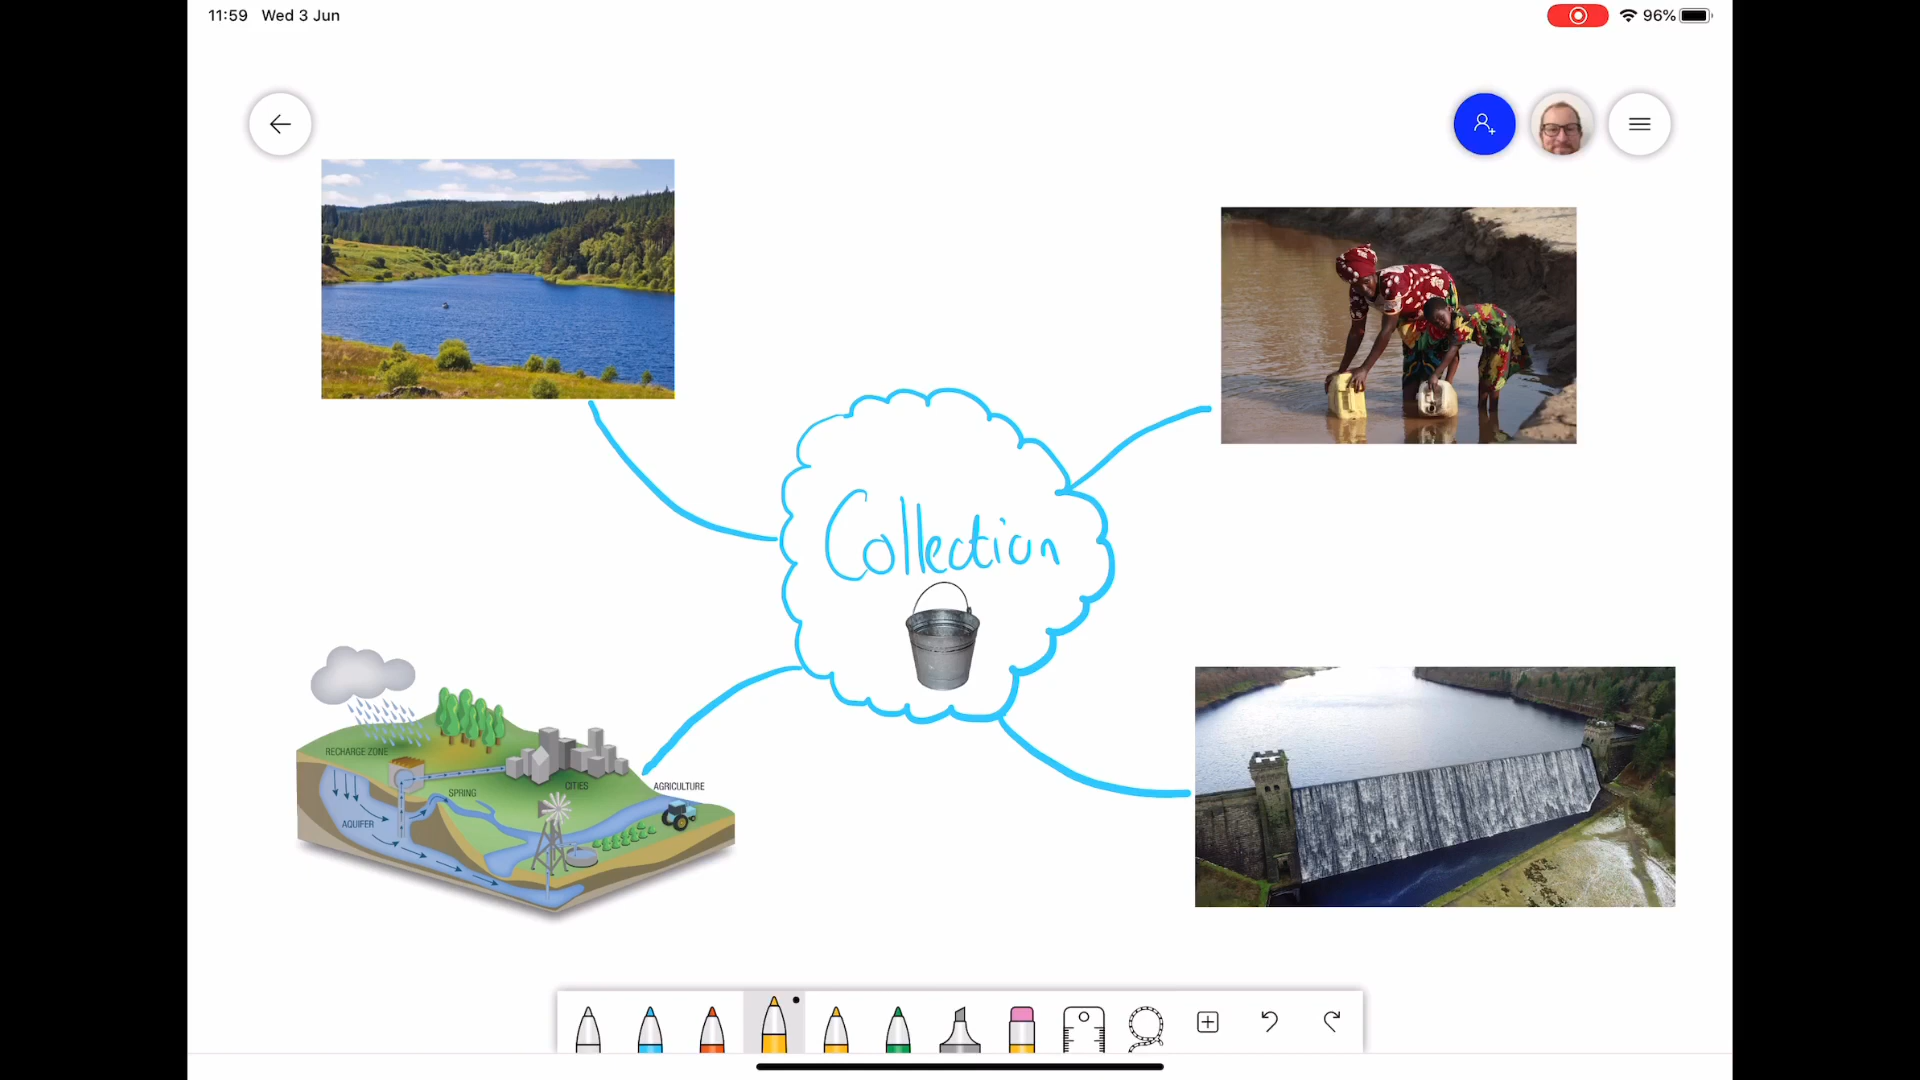 11:59 Wed 3 Jun
96%
Collection
RECHARGE ZONE
CITIES
AGRICULTURE
SPRING
AQUIFER